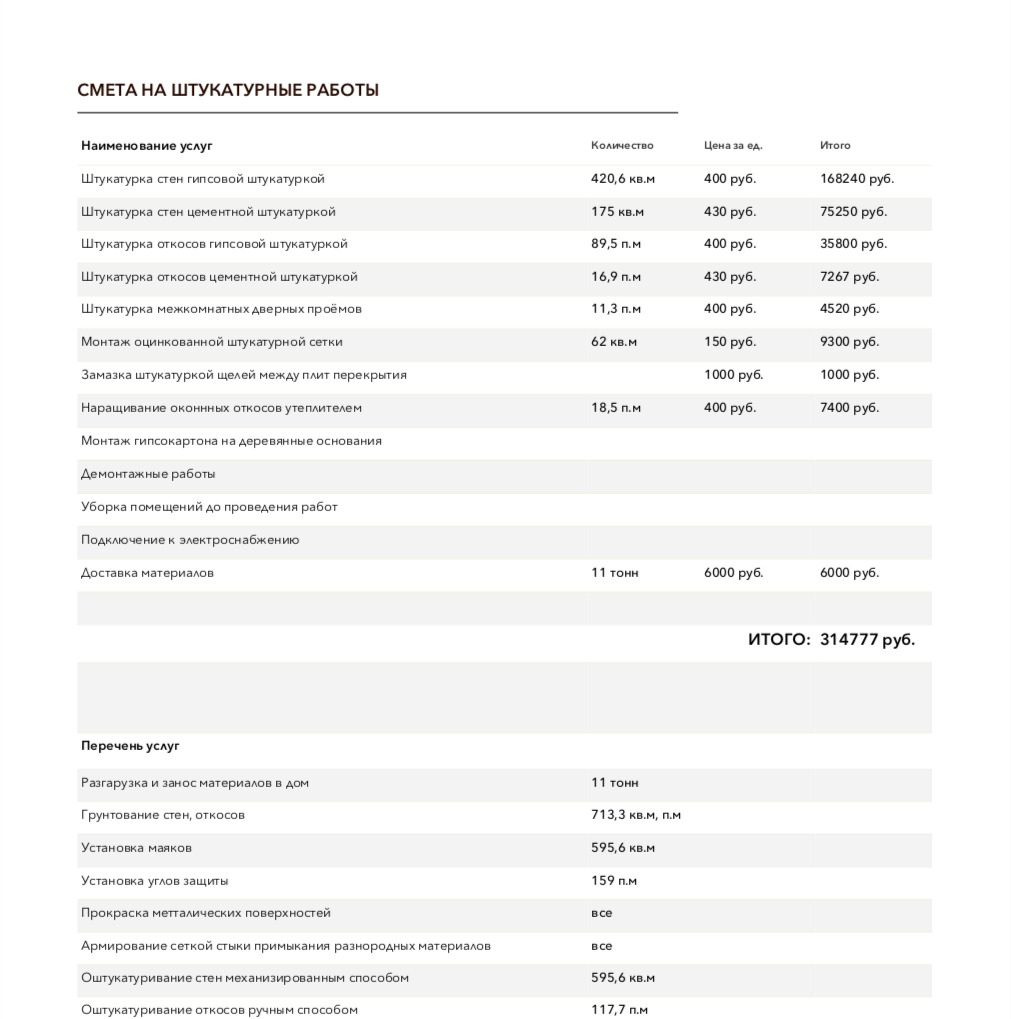 СМЕТА НА ШТУКАТУРНЫЕ РАБОТЫ
Наименование услуг Количество Цена за ед. Итого
Штукатурка стен гипсовой штукатуркой 420,6 кв.м 400 руб. 168240 руб.
Штукатурка стен цементной штукатуркой 175 кв.м 430 руб. 75250 руб.
Штукатурка откосов гипсовой штукатуркой 89,5 п.м 400 руб. 35800 руб.
Штукатурка откосов цементной штукатуркой 16,9 п.м 430 руб. 7267 руб.
Штукатурка межкомнатных дверных проёмов 11,3 п.м 400 руб. 4520 руб.
Монтаж оцинкованной штукатурной сетки 62 кв.м 150 руб. 9300 руб.
Замазка штукатуркой щелей между плит перекрытия 1000 руб. 1000 руб.
Наращивание оконнных откосов утеплителем 18,5 п.м 400 руб. 7400 руб.
Монтаж гипсокартона на деревянные основания
Демонтажные работы
Уборка помещений до проведения работ
Подключение к электроснабжению
Доставка материалов 11 тонн 6000 руб. 6000 руб.
ИТОГО: 314777 руб.
Перечень услуг
Разгарузка и занос материалов в дом 11 тонн
Грунтование стен, откосов 713,3 кв.м, п.м
Установка маяков 595,6 кв.м
Установка углов защиты 159 п.м
Прокраска метталических поверхностей все
Армирование сеткой стыки примыкания разнородных материалов все
Оштукатуривание стен механизированным способом 595,6 кв.м
Оштукатуривание откосов ручным способом 117,7 п.м